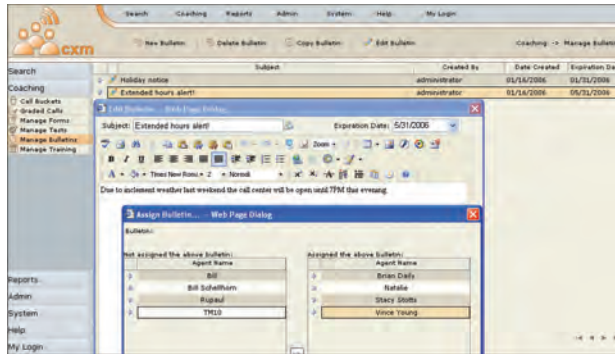 Search Coaching Reports Admin System Help My Login
cxm
New Bulletin Delete Bulletin Copy Bulletin Edit Bulletin Coaching -> Manage Bulletins
Search
Coaching
Cell Buckets
Graded Calls
Manage Forms
Manage Tests
Manage Bulletins
Manage Training
Reports
Admin
System
Help
My Login
Subject Created By Date Created Expiration Da
Holiday notice administrator 01/16/2006 01/31/2006
Extended hours alert! administrator 01/16/2006 05/31/2006
Edit Bulletin... -- Web Page Dialog
Subject: Extended hours alert! Expiration Date: 5/31/2006
Zoom
B I U
A Times New Roman 2 Normal
Due to inclement weather last weekend the call center will be open until 7PM this evening.
Assign Bulletin... -- Web Page Dialog
Bulletin:
Not assigned the above bulletin: Assigned the above bulletin:
Agent Name Agent Name
Bill Brian Daily
Bill Schellhorn Natalie
Rupaul Stacy Stotts
TM10 Vince Young